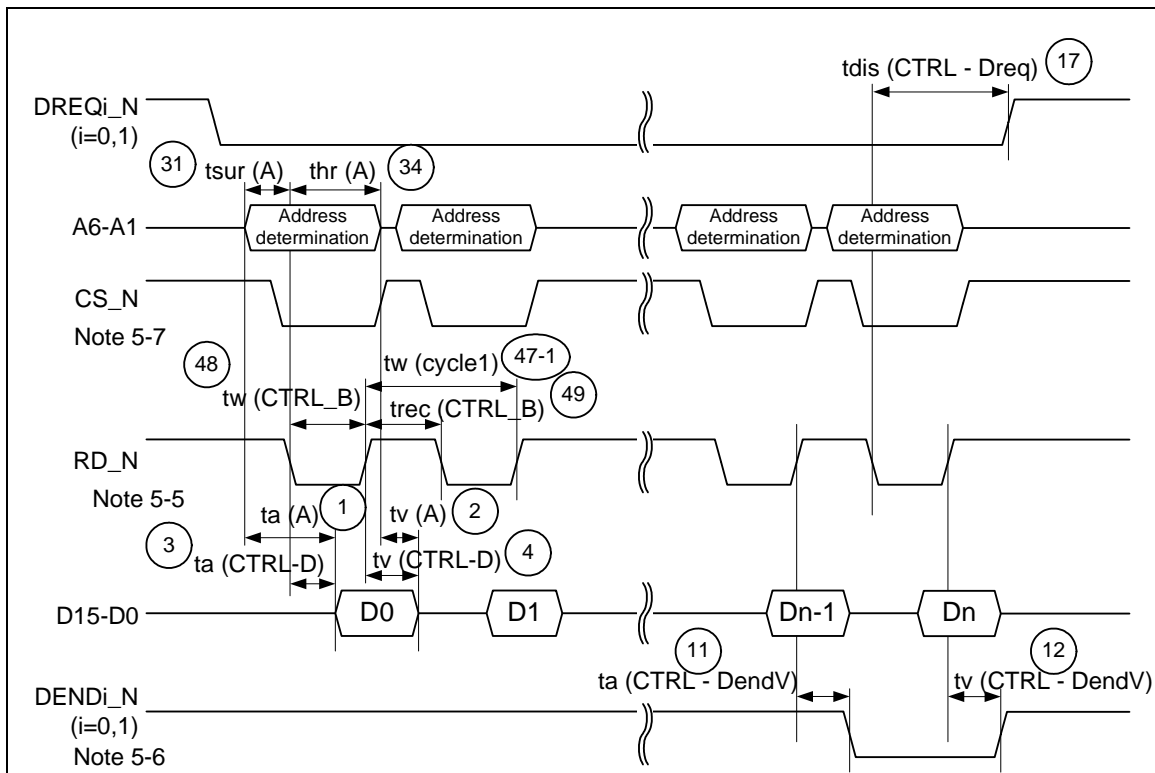 tdis (CTRL - Dreq) 17
DREQi_N
(i=0,1)
31 tsur (A) thr (A) 34
A6-A1
Address determination
Address determination
Address determination
Address determination
CS_N
Note 5-7
48
tw (cycle1) 47-1
tw (CTRL_B)
trec (CTRL_B) 49
RD_N
Note 5-5
ta (A) 1
tv (A) 2
3 ta (CTRL-D)
tv (CTRL-D) 4
D15-D0
D0
D1
Dn-1
Dn
11
ta (CTRL - DendV)
12
tv (CTRL - DendV)
DENDi_N
(i=0,1)
Note 5-6